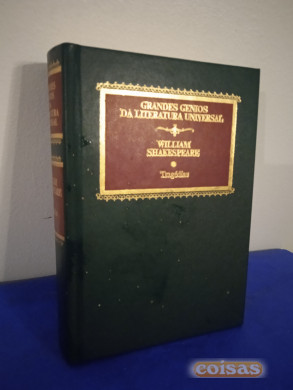 GRANDES GENIOS
DA LITERATURA UNIVERSAL
WILLIAM
SHAKESPEARE
Tragédias
coisas